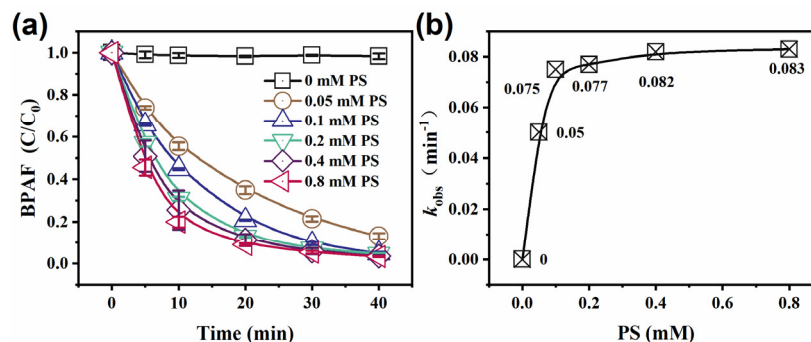 (a)
1.0
0.8
0.6
0.4
0.2
0.0
BPAF (C/C₀)
0 mM PS
0.05 mM PS
0.1 mM PS
0.2 mM PS
0.4 mM PS
0.8 mM PS
0 10 20 30 40
Time (min)
(b)
0.08
0.06
0.04
0.02
0.00
k_obs (min⁻¹)
0.075
0.077
0.082
0.083
0.05
0
0.0 0.2 0.4 0.6 0.8
PS (mM)